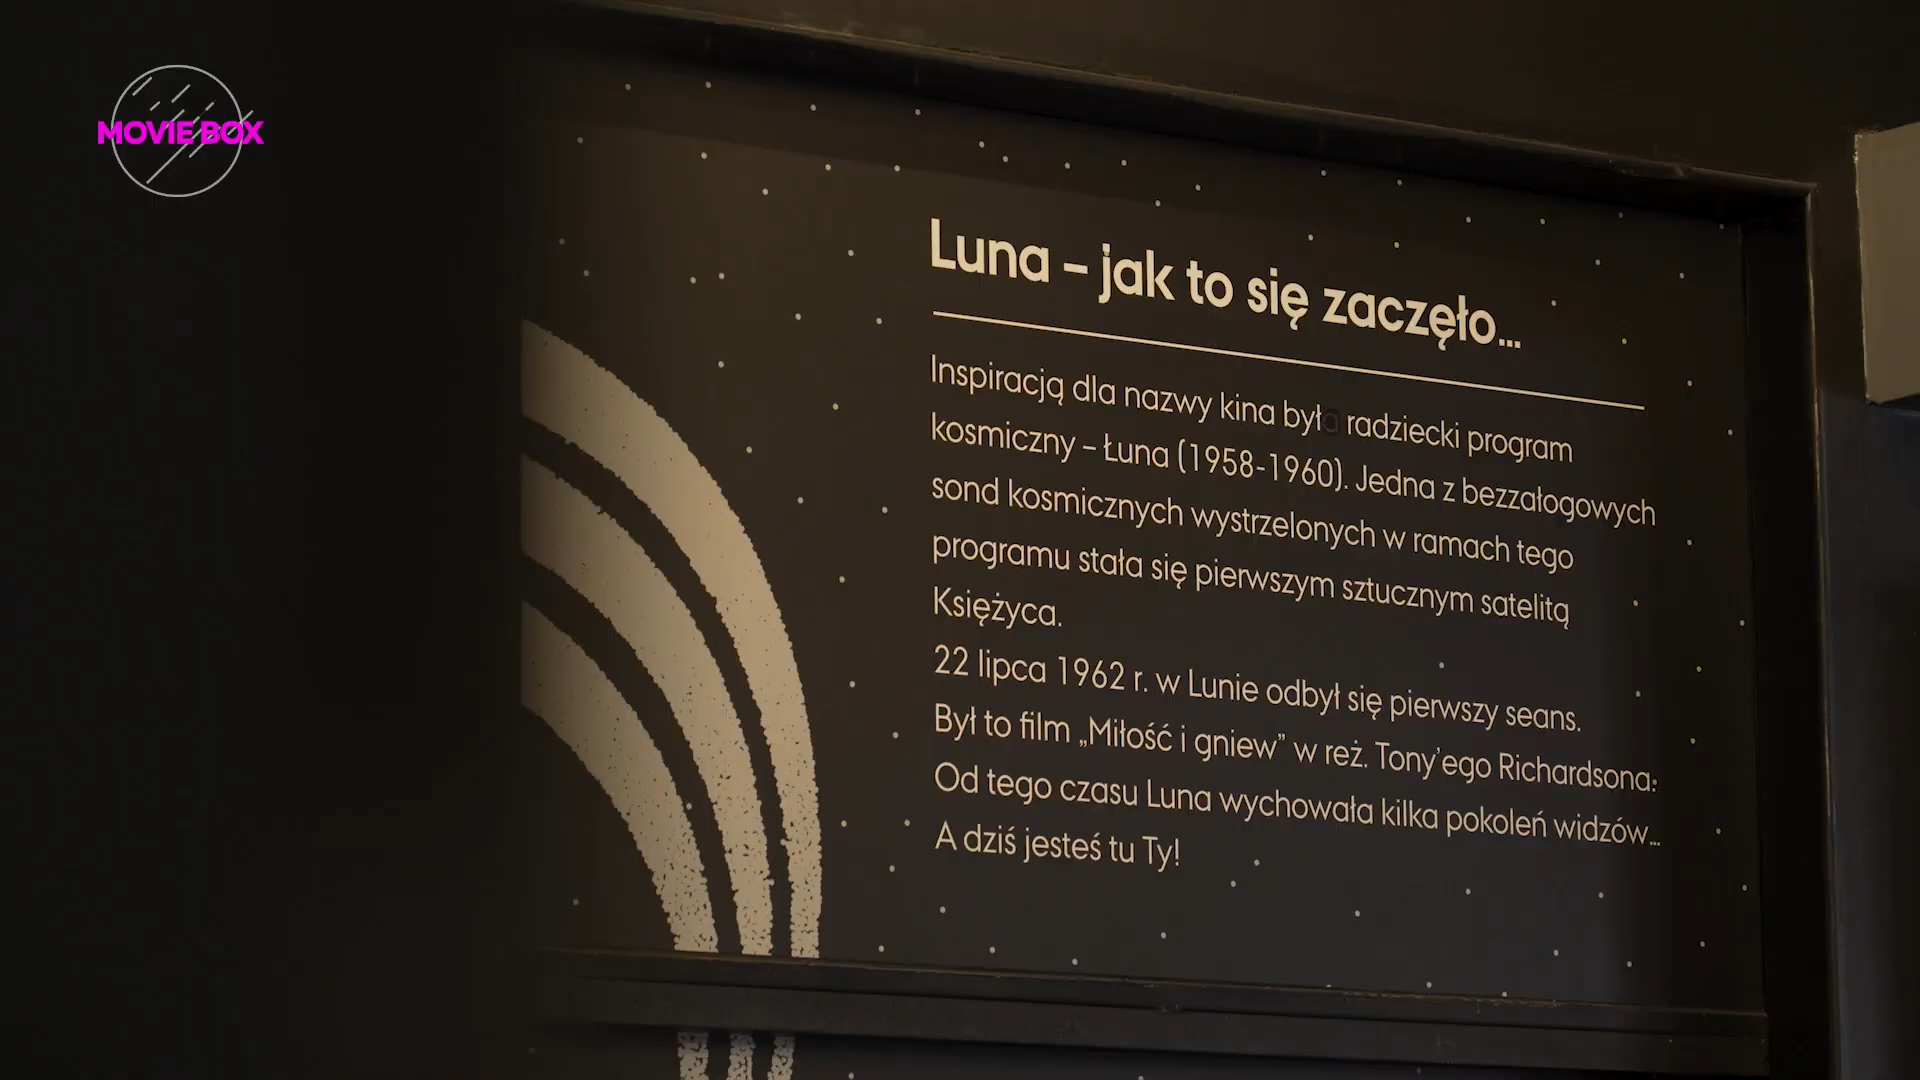 MOVIE BOX
Luna – jak to się zaczęło...
Inspiracją dla nazwy kina był radziecki program
kosmiczny – Łuna (1958-1960). Jedna z bezzałogowych
sond kosmicznych wystrzelonych w ramach tego
programu stała się pierwszym sztucznym satelitą
Księżyca.
22 lipca 1962 r. w Lunie odbył się pierwszy seans.
Był to film „Miłość i gniew” w reż. Tony'ego Richardsona.
Od tego czasu Luna wychowała kilka pokoleń widzów...
A dziś jesteś tu Ty!